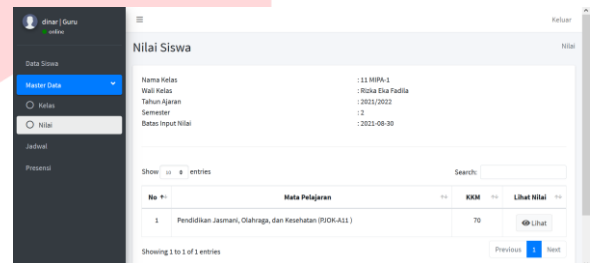 dinar | Guru
online
Keluar
Nilai Siswa
Nilai
Data Siswa
Master Data
Kelas
Nilai
Jadwal
Presensi
Nama Kelas : 11 MIPA-1
Wali Kelas : Rizka Eka Fadila
Tahun Ajaran : 2021/2022
Semester : 2
Batas Input Nilai : 2021-08-30
Show 10 entries Search:
No Mata Pelajaran KKM Lihat Nilai
1 Pendidikan Jasmani, Olahraga, dan Kesehatan (PJOK-A11 ) 70 Lihat
Showing 1 to 1 of 1 entries
Previous 1 Next